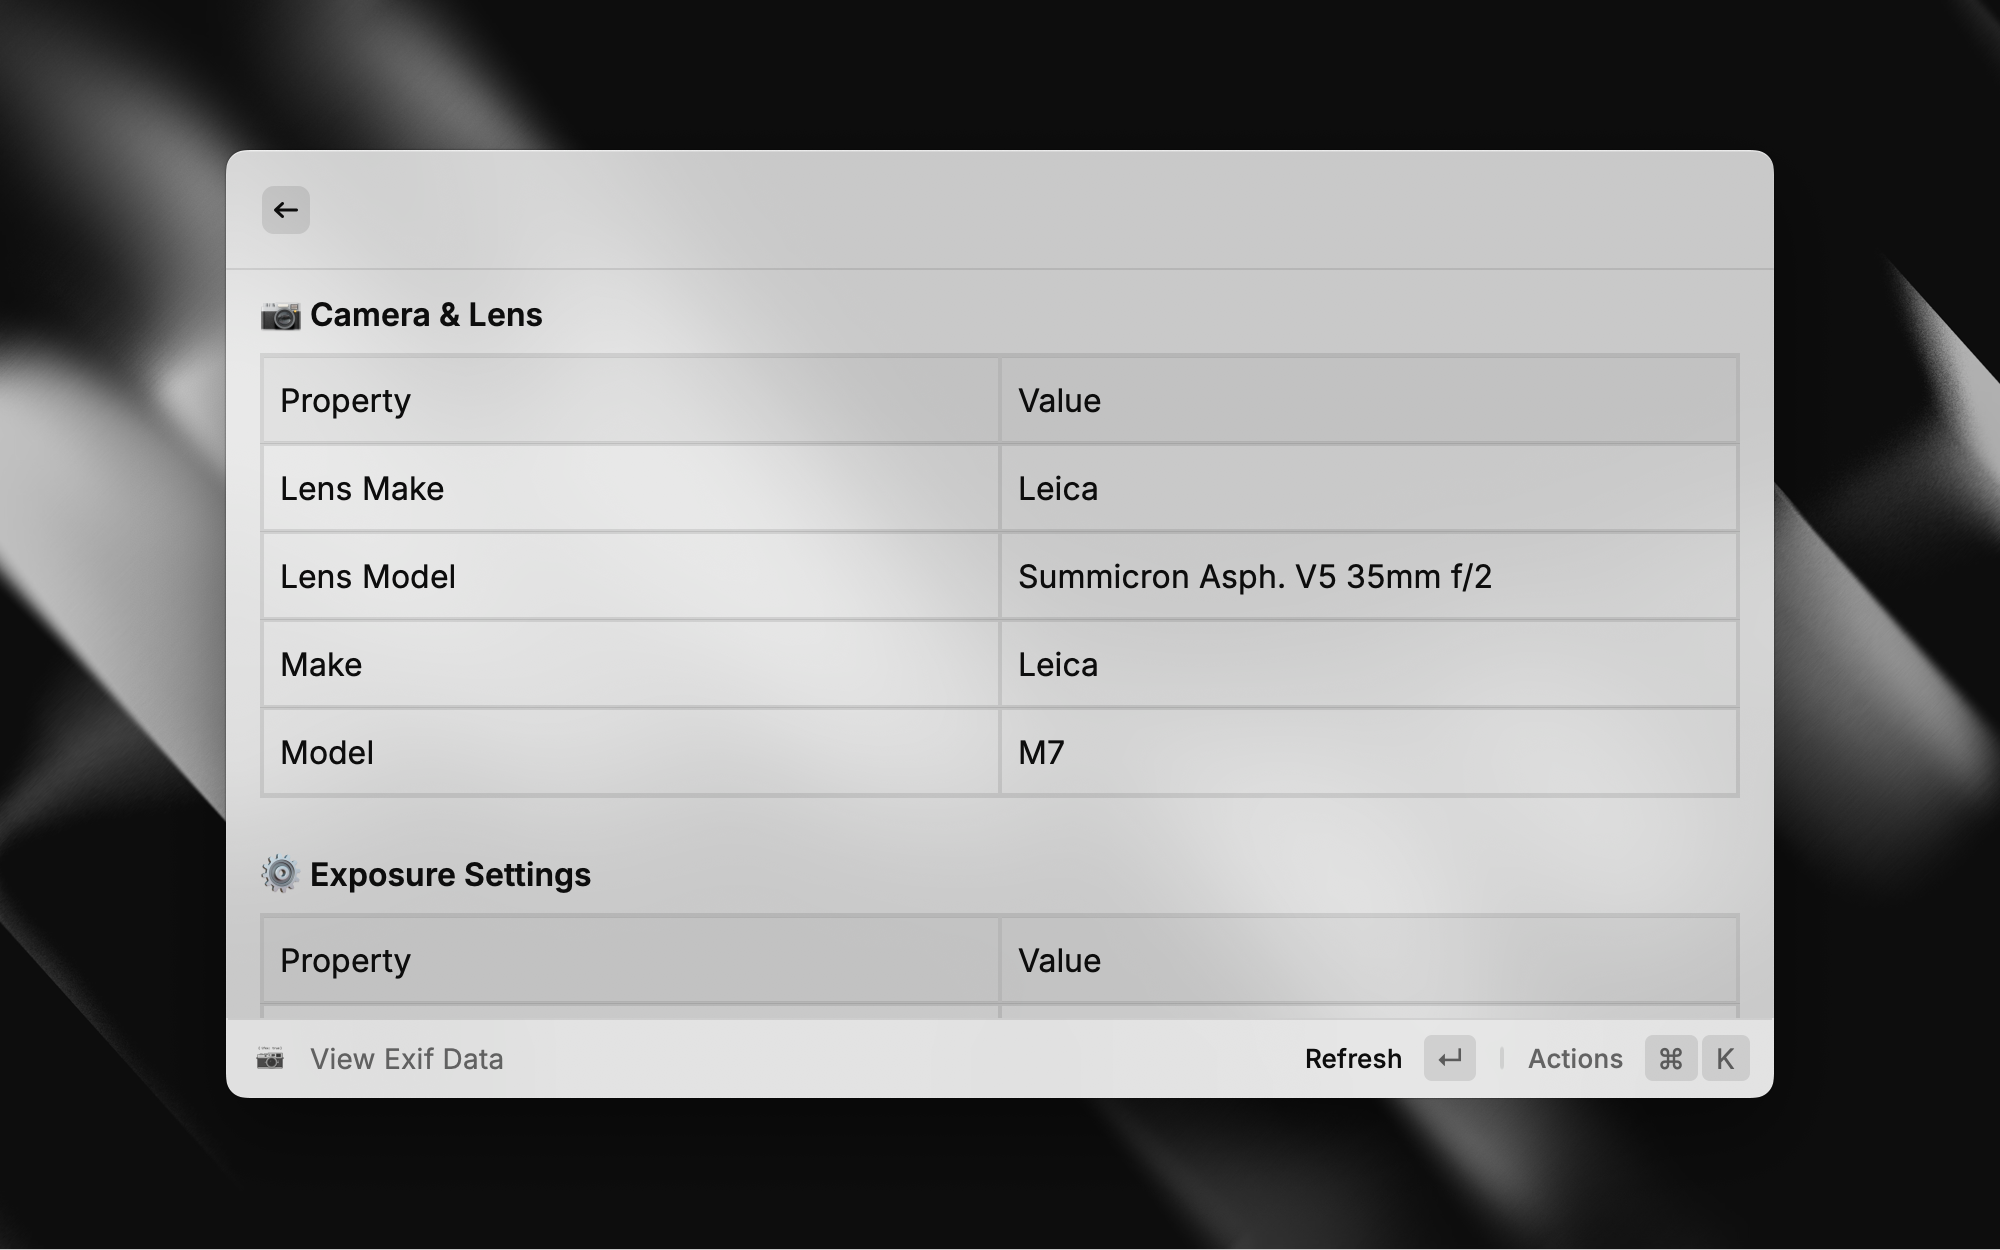 Camera & Lens
Property Value
Lens Make Leica
Lens Model Summicron Asph. V5 35mm f/2
Make Leica
Model M7
Exposure Settings
Property Value
View Exif Data Refresh Actions ⌘ K